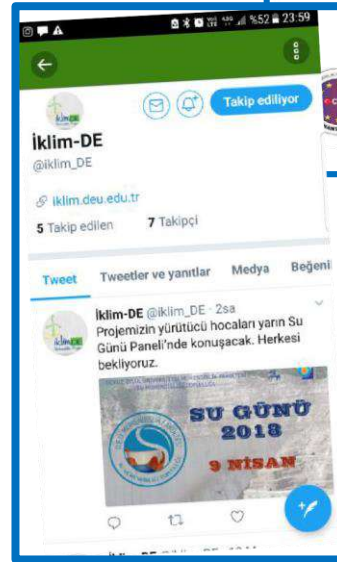 %52 23:59
Takip ediliyor
İklim-DE
@iklim_DE
iklim.deu.edu.tr
5 Takip edilen 7 Takipçi
Tweet Tweetler ve yanıtlar Medya Beğeni
İklim-DE @iklim_DE · 2sa
Projemizin yürütücü hocaları yarın Su
Günü Paneli'nde konuşacak. Herkesi
bekliyoruz.
SU GÜNÜ
2018
9 NİSAN